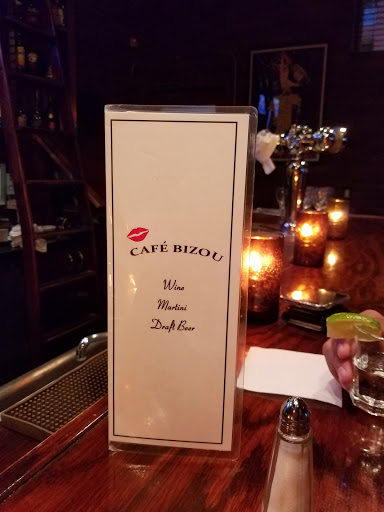 CAFÉ BIZOU
Wine
Martini
Draft Beer